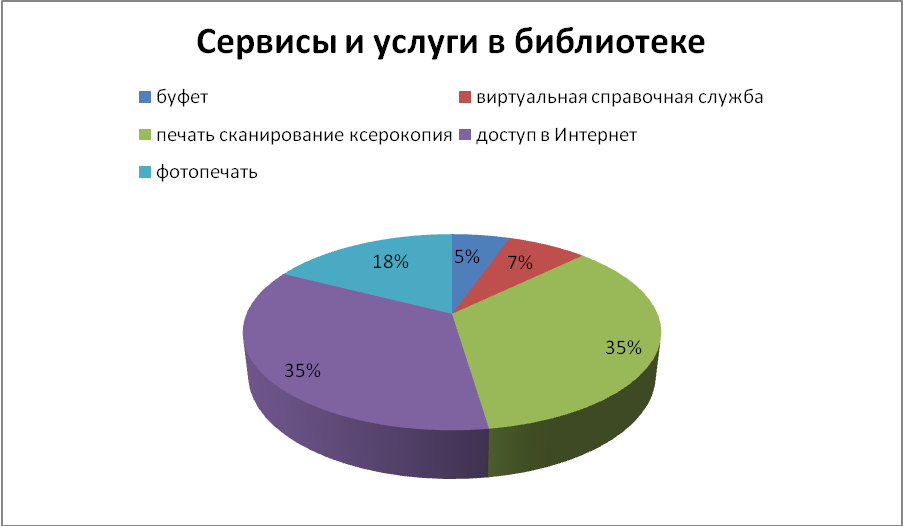 Сервисы и услуги в библиотеке
буфет
виртуальная справочная служба
печать сканирование ксерокопия
доступ в Интернет
фотопечать
5%
7%
18%
35%
35%